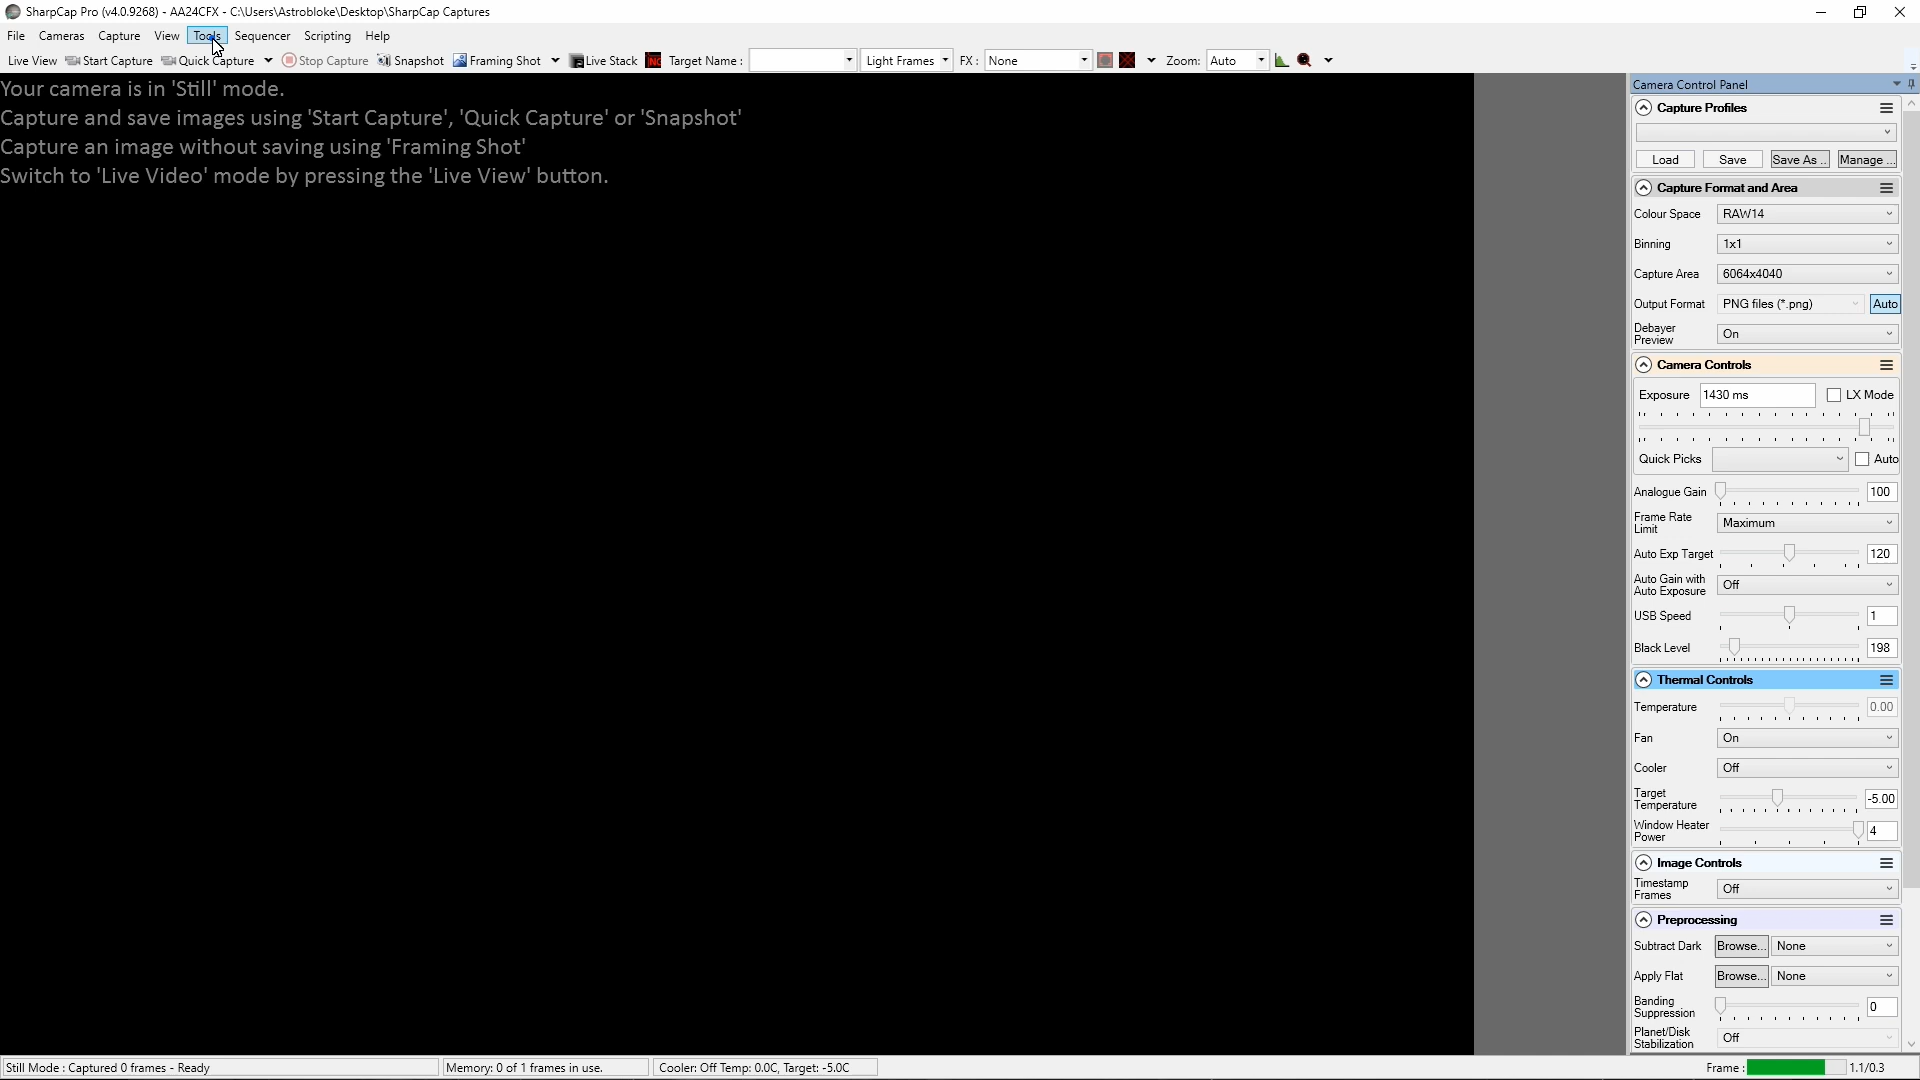 SharpCap Pro (v4.0.9268) - AA24CFX - C:\Users\Astrobloke\Desktop\SharpCap Captures
File Cameras Capture View Tools Sequencer Scripting Help
Live View Start Capture Quick Capture Stop Capture Snapshot Framing Shot Live Stack Target Name : Light Frames FX : None Zoom: Auto
Your camera is in 'Still' mode.
Capture and save images using 'Start Capture', 'Quick Capture' or 'Snapshot'
Capture an image without saving using 'Framing Shot'
Switch to 'Live Video' mode by pressing the 'Live View' button.
Camera Control Panel
Capture Profiles
Load Save Save As .. Manage ...
Capture Format and Area
Colour Space RAW14
Binning 1x1
Capture Area 6064x4040
Output Format PNG files (*.png) Auto
Debayer Preview On
Camera Controls
Exposure 1430 ms LX Mode
Quick Picks Auto
Analogue Gain 100
Frame Rate Limit Maximum
Auto Exp Target 120
Auto Gain with Auto Exposure Off
USB Speed 1
Black Level 198
Thermal Controls
Temperature 0.00
Fan On
Cooler Off
Target Temperature -5.00
Window Heater Power 4
Image Controls
Timestamp Frames Off
Preprocessing
Subtract Dark Browse... None
Apply Flat Browse... None
Banding Suppression 0
Planet/Disk Stabilization Off
Still Mode : Captured 0 frames - Ready Memory: 0 of 1 frames in use. Cooler: Off Temp: 0.0C, Target: -5.0C Frame : 1.1/0.3